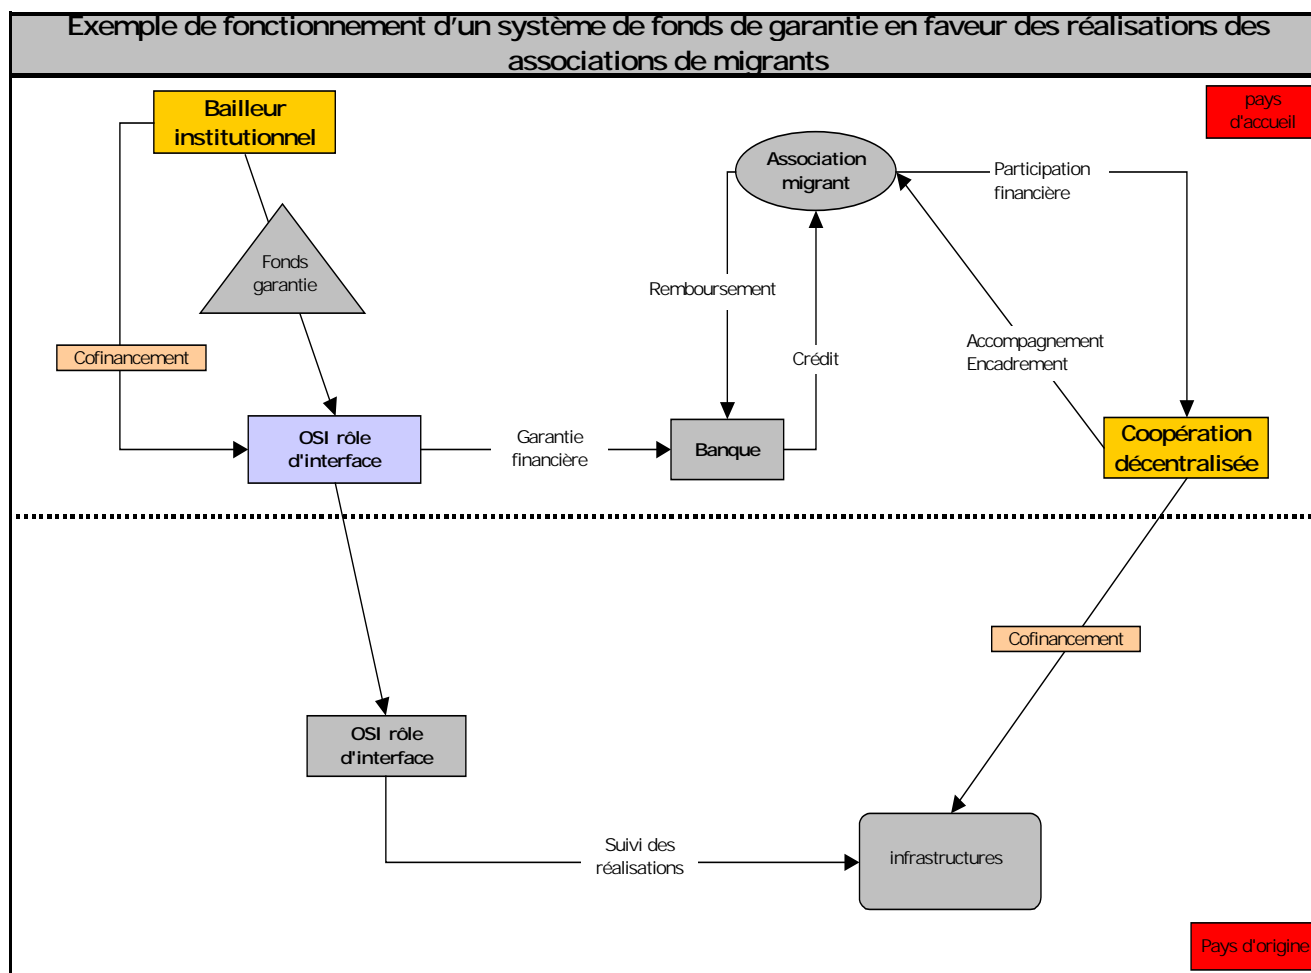 Exemple de fonctionnement d'un système de fonds de garantie en faveur des réalisations des
associations de migrants
Bailleur
institutionnel
pays
d'accueil
Association
migrant
Participation
financière
Fonds
garantie
Remboursement
Cofinancement
Crédit
Accompagnement
Encadrement
OSI rôle
d'interface
Garantie
financière
Banque
Coopération
décentralisée
Cofinancement
OSI rôle
d'interface
Suivi des
réalisations
infrastructures
Pays d'origine